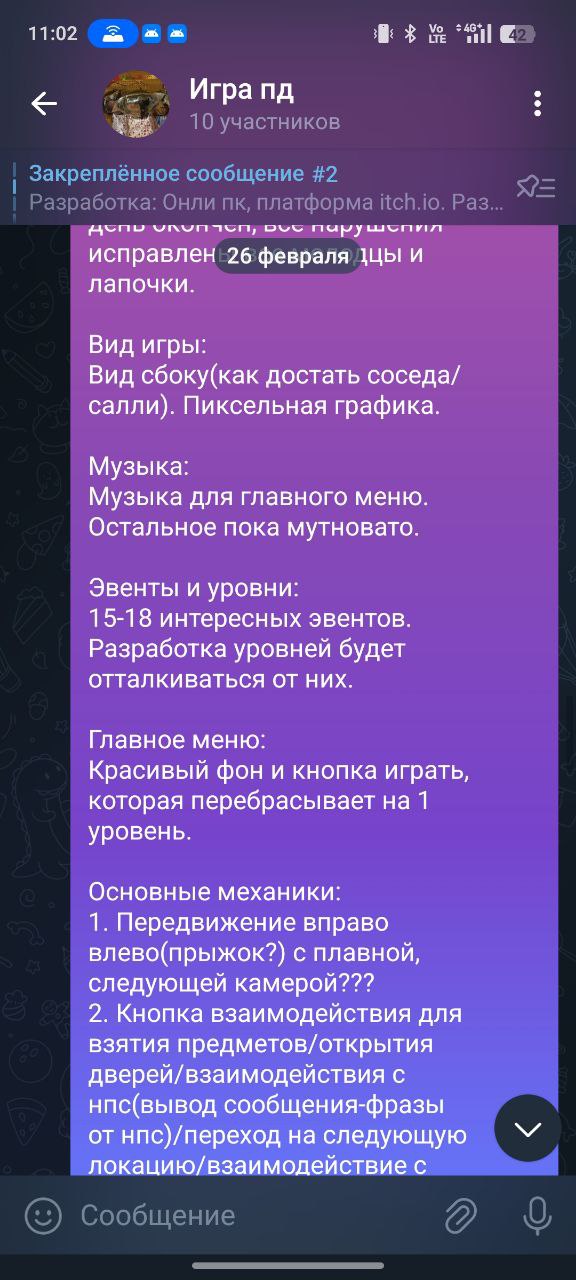 11:02
Vo LTE
4G+
42
Игра пд
10 участников
Закреплённое сообщение #2
Разработка: Онли пк, платформа itch.io. Раз...
день окончен, все нарушения
26 февраля
исправлены все молодцы и
лапочки.
Вид игры:
Вид сбоку(как достать соседа/
салли). Пиксельная графика.
Музыка:
Музыка для главного меню.
Остальное пока мутновато.
Эвенты и уровни:
15-18 интересных эвентов.
Разработка уровней будет
отталкиваться от них.
Главное меню:
Красивый фон и кнопка играть,
которая перебрасывает на 1
уровень.
Основные механики:
1. Передвижение вправо
влево(прыжок?) с плавной,
следующей камерой???
2. Кнопка взаимодействия для
взятия предметов/открытия
дверей/взаимодействия с
нпс(вывод сообщения-фразы
от нпс)/переход на следующую
локацию/взаимодействие с
Сообщение